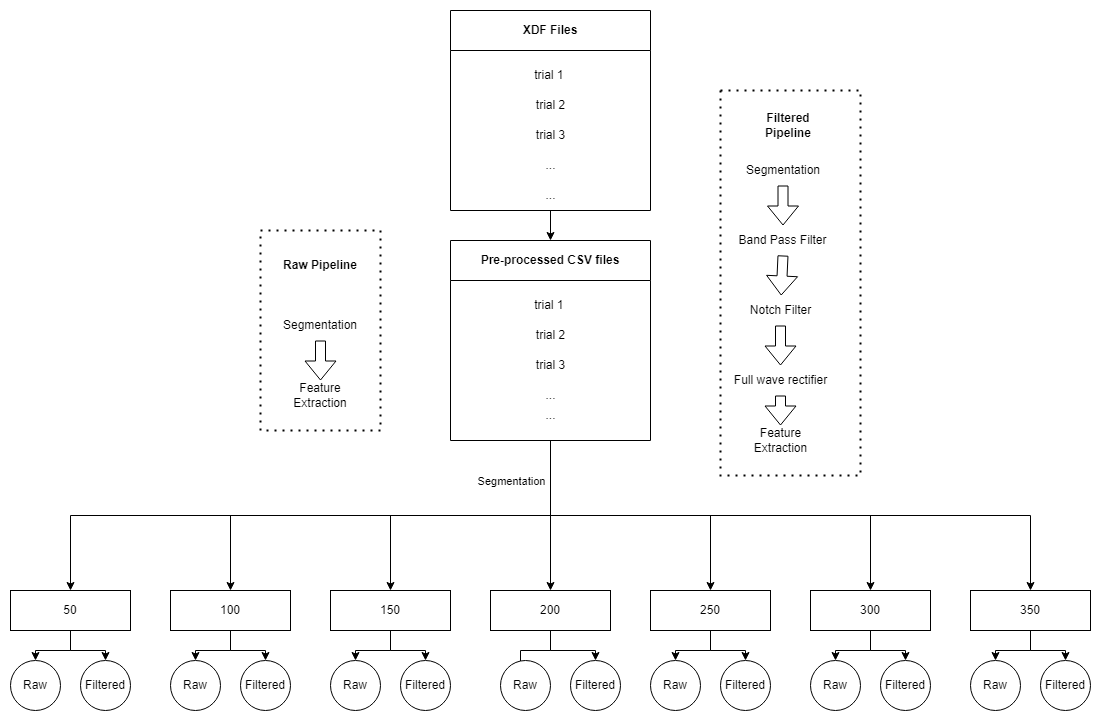 XDF Files
trial 1
trial 2
trial 3
...
...
Filtered
Pipeline
Segmentation
Band Pass Filter
Notch Filter
Full wave rectifier
Feature
Extraction
Raw Pipeline
Segmentation
Feature
Extraction
Pre-processed CSV files
trial 1
trial 2
trial 3
...
...
Segmentation
50
100
150
200
250
300
350
Raw
Filtered
Raw
Filtered
Raw
Filtered
Raw
Filtered
Raw
Filtered
Raw
Filtered
Raw
Filtered